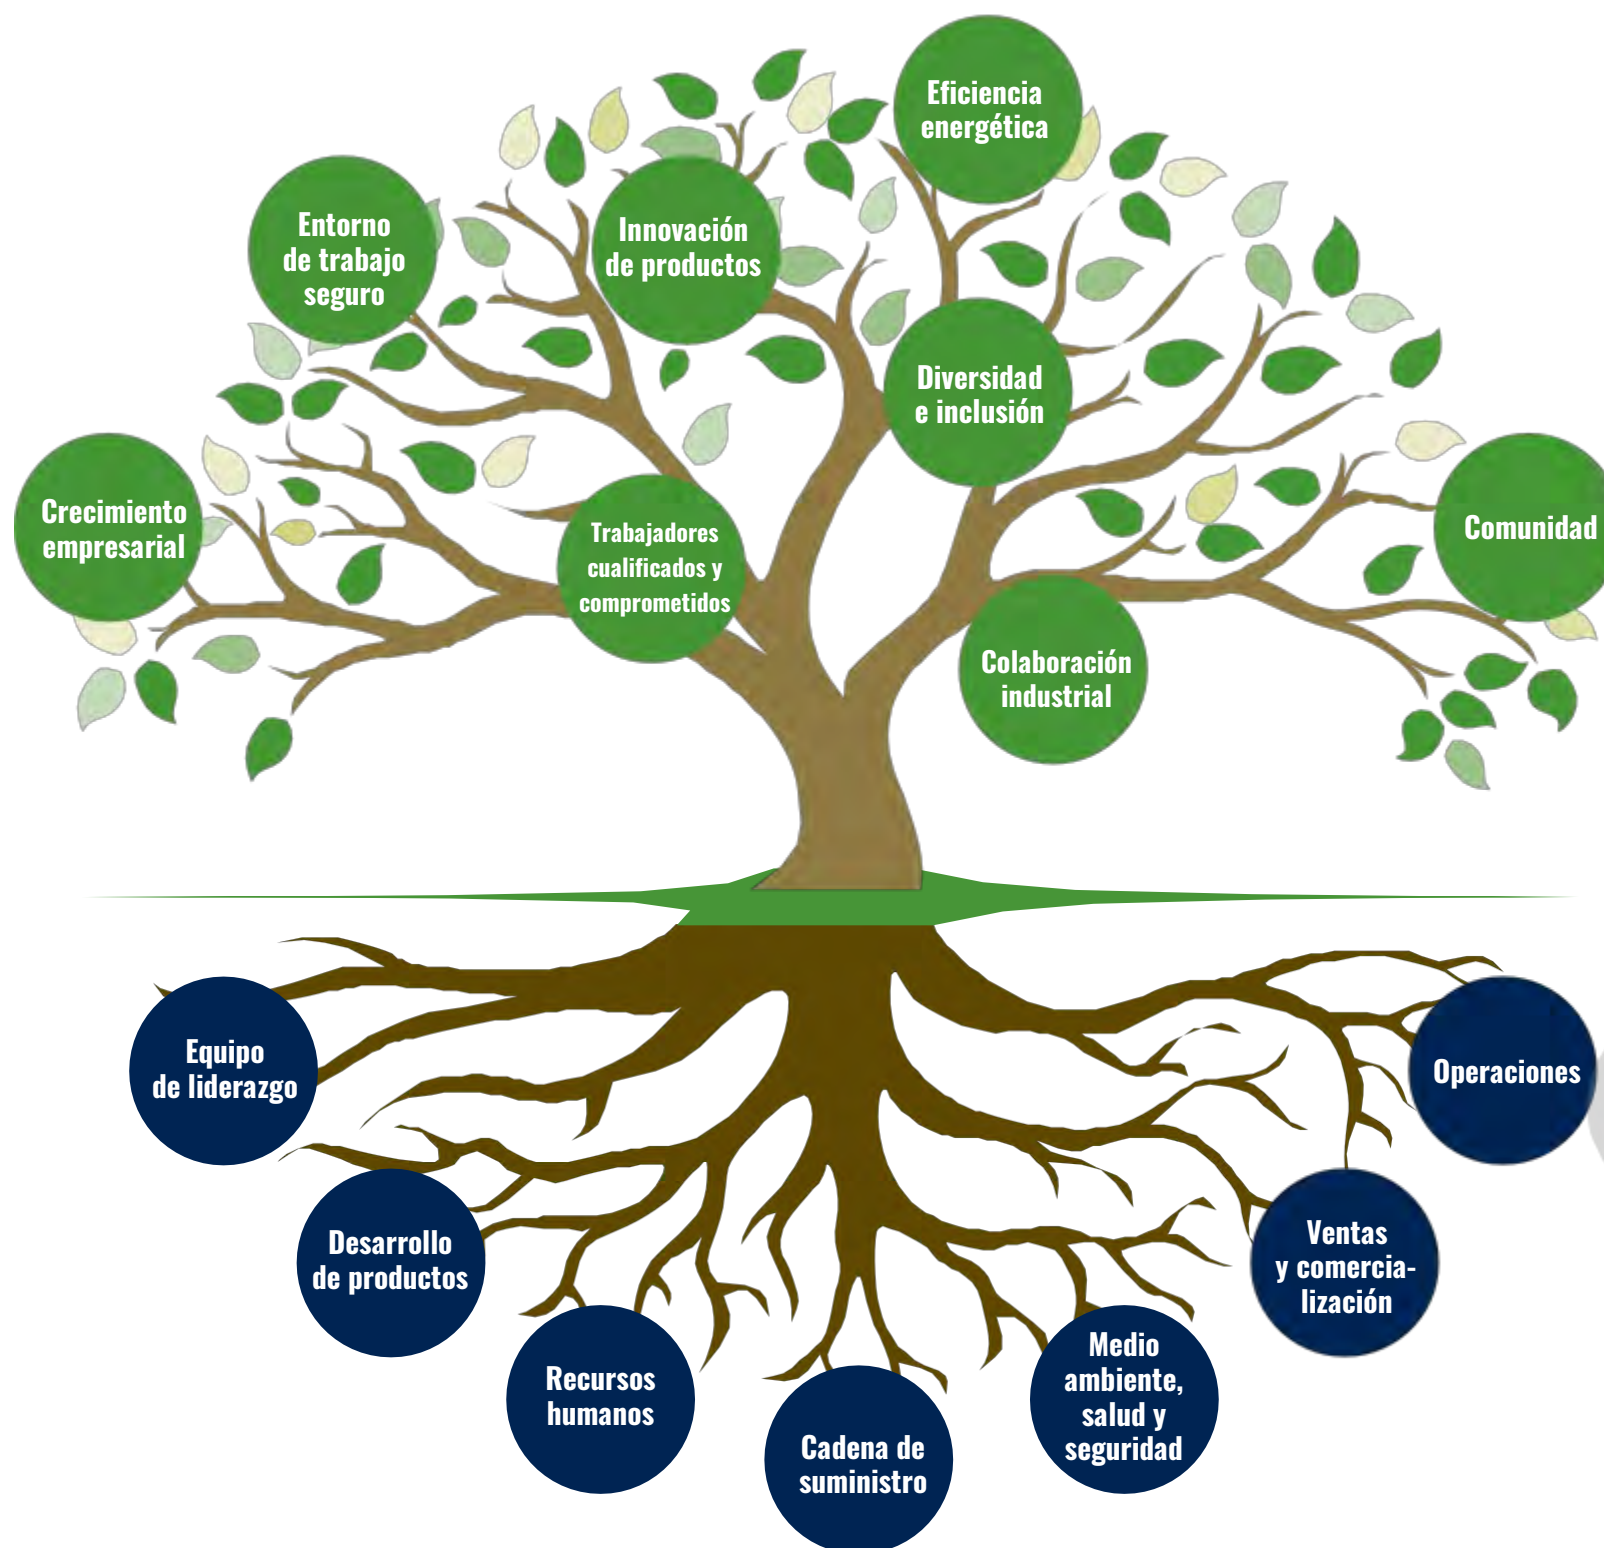 Eficiencia
energética
Entorno
de trabajo
seguro
Innovación
de productos
Diversidad
e inclusión
Crecimiento
empresarial
Trabajadores
cualificados y
comprometidos
Comunidad
Colaboración
industrial
Equipo
de liderazgo
Operaciones
Desarrollo
de productos
Ventas
y comercia-
lización
Recursos
humanos
Medio
ambiente,
salud y
seguridad
Cadena de
suministro